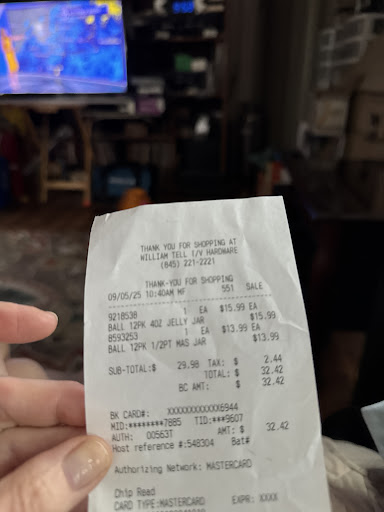 THANK YOU FOR SHOPPING AT
WILLIAM TELL T/V HARDWARE
(845) 221-2221
THANK-YOU FOR SHOPPING
09/05/25 10:40AM MF 551 SALE
9218538 1 EA $15.99 EA
BALL 12PK 4OZ JELLY JAR $15.99
8593253 1 EA $13.99 EA
BALL 12PK 1/2PT MAS JAR $13.99
SUB-TOTAL:$ 29.98 TAX: $ 2.44
TOTAL: $ 32.42
BC AMT: $ 32.42
BK CARD#: XXXXXXXXXXXX6944
MID:********7885 TID:***9607
AUTH: 00563T AMT: $ 32.42
Host reference #:548304 Bat#
Authorizing Network: MASTERCARD
Chip Read
CARD TYPE:MASTERCARD EXPR: XXXX